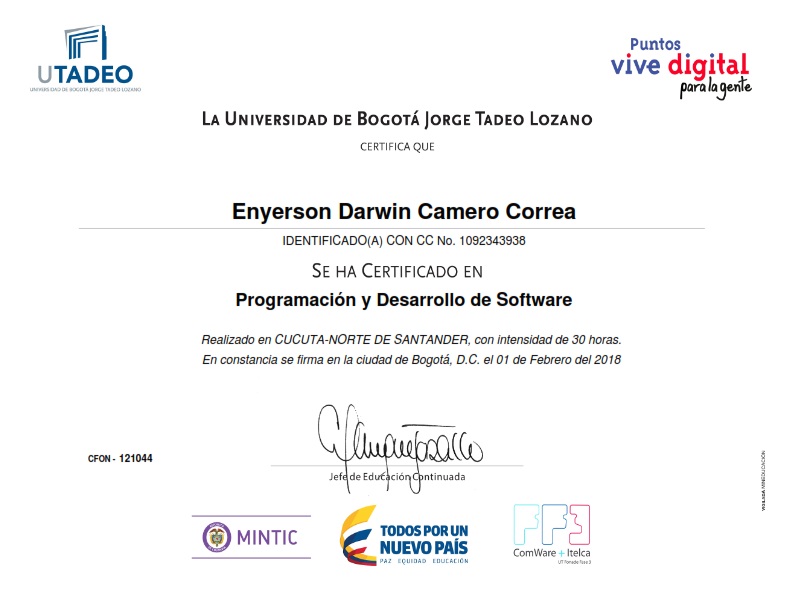 UTADEO
UNIVERSIDAD DE BOGOTÁ JORGE TADEO LOZANO
Puntos
vive digital
para la gente
LA UNIVERSIDAD DE BOGOTÁ JORGE TADEO LOZANO
CERTIFICA QUE
Enyerson Darwin Camero Correa
IDENTIFICADO(A) CON CC No. 1092343938
SE HA CERTIFICADO EN
Programación y Desarrollo de Software
Realizado en CUCUTA-NORTE DE SANTANDER, con intensidad de 30 horas.
En constancia se firma en la ciudad de Bogotá, D.C. el 01 de Febrero del 2018
CFON - 121044
Jefe de Educación Continuada
VIGILADA MINEDUCACIÓN
MINTIC
TODOS POR UN
NUEVO PAÍS
PAZ EQUIDAD EDUCACIÓN
ComWare + Itelca